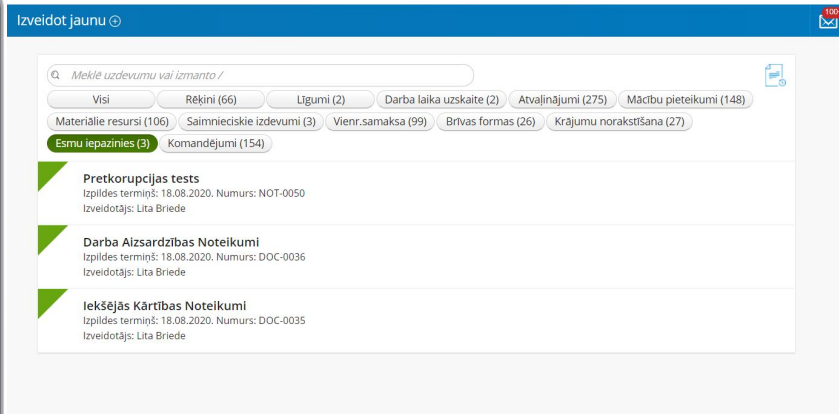 Izveidot jaunu
100
Meklē uzdevumu vai izmanto /
Visi Rēķini (66) Līgumi (2) Darba laika uzskaite (2) Atvaļinājumi (275) Mācību pieteikumi (148)
Materiālie resursi (106) Saimnieciskie izdevumi (3) Vienr.samaksa (99) Brīvas formas (26) Krājumu norakstīšana (27)
Esmu iepazinies (3) Komandējumi (154)
Pretkorupcijas tests
Izpildes termiņš: 18.08.2020. Numurs: NOT-0050
Izveidotājs: Lita Briede
Darba Aizsardzības Noteikumi
Izpildes termiņš: 18.08.2020. Numurs: DOC-0036
Izveidotājs: Lita Briede
Iekšējās Kārtības Noteikumi
Izpildes termiņš: 18.08.2020. Numurs: DOC-0035
Izveidotājs: Lita Briede